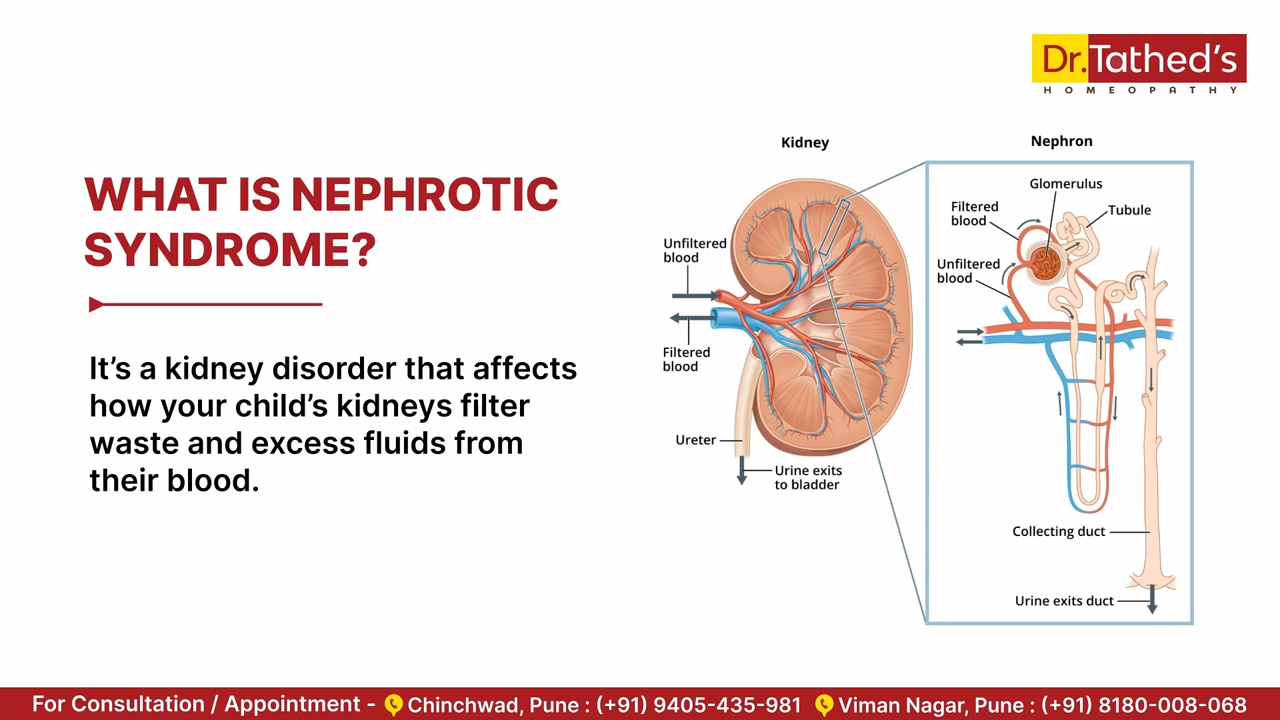 Dr.Tathed's
HOMEOPATHY
WHAT IS NEPHROTIC
SYNDROME?
It's a kidney disorder that affects
how your child's kidneys filter
waste and excess fluids from
their blood.
Kidney
Unfiltered
blood
Filtered
blood
Ureter
Urine exits
to bladder
Nephron
Glomerulus
Filtered
blood
Tubule
Unfiltered
blood
Collecting duct
Urine exits duct
For Consultation / Appointment - Chinchwad, Pune : (+91) 9405-435-981 Viman Nagar, Pune : (+91) 8180-008-068